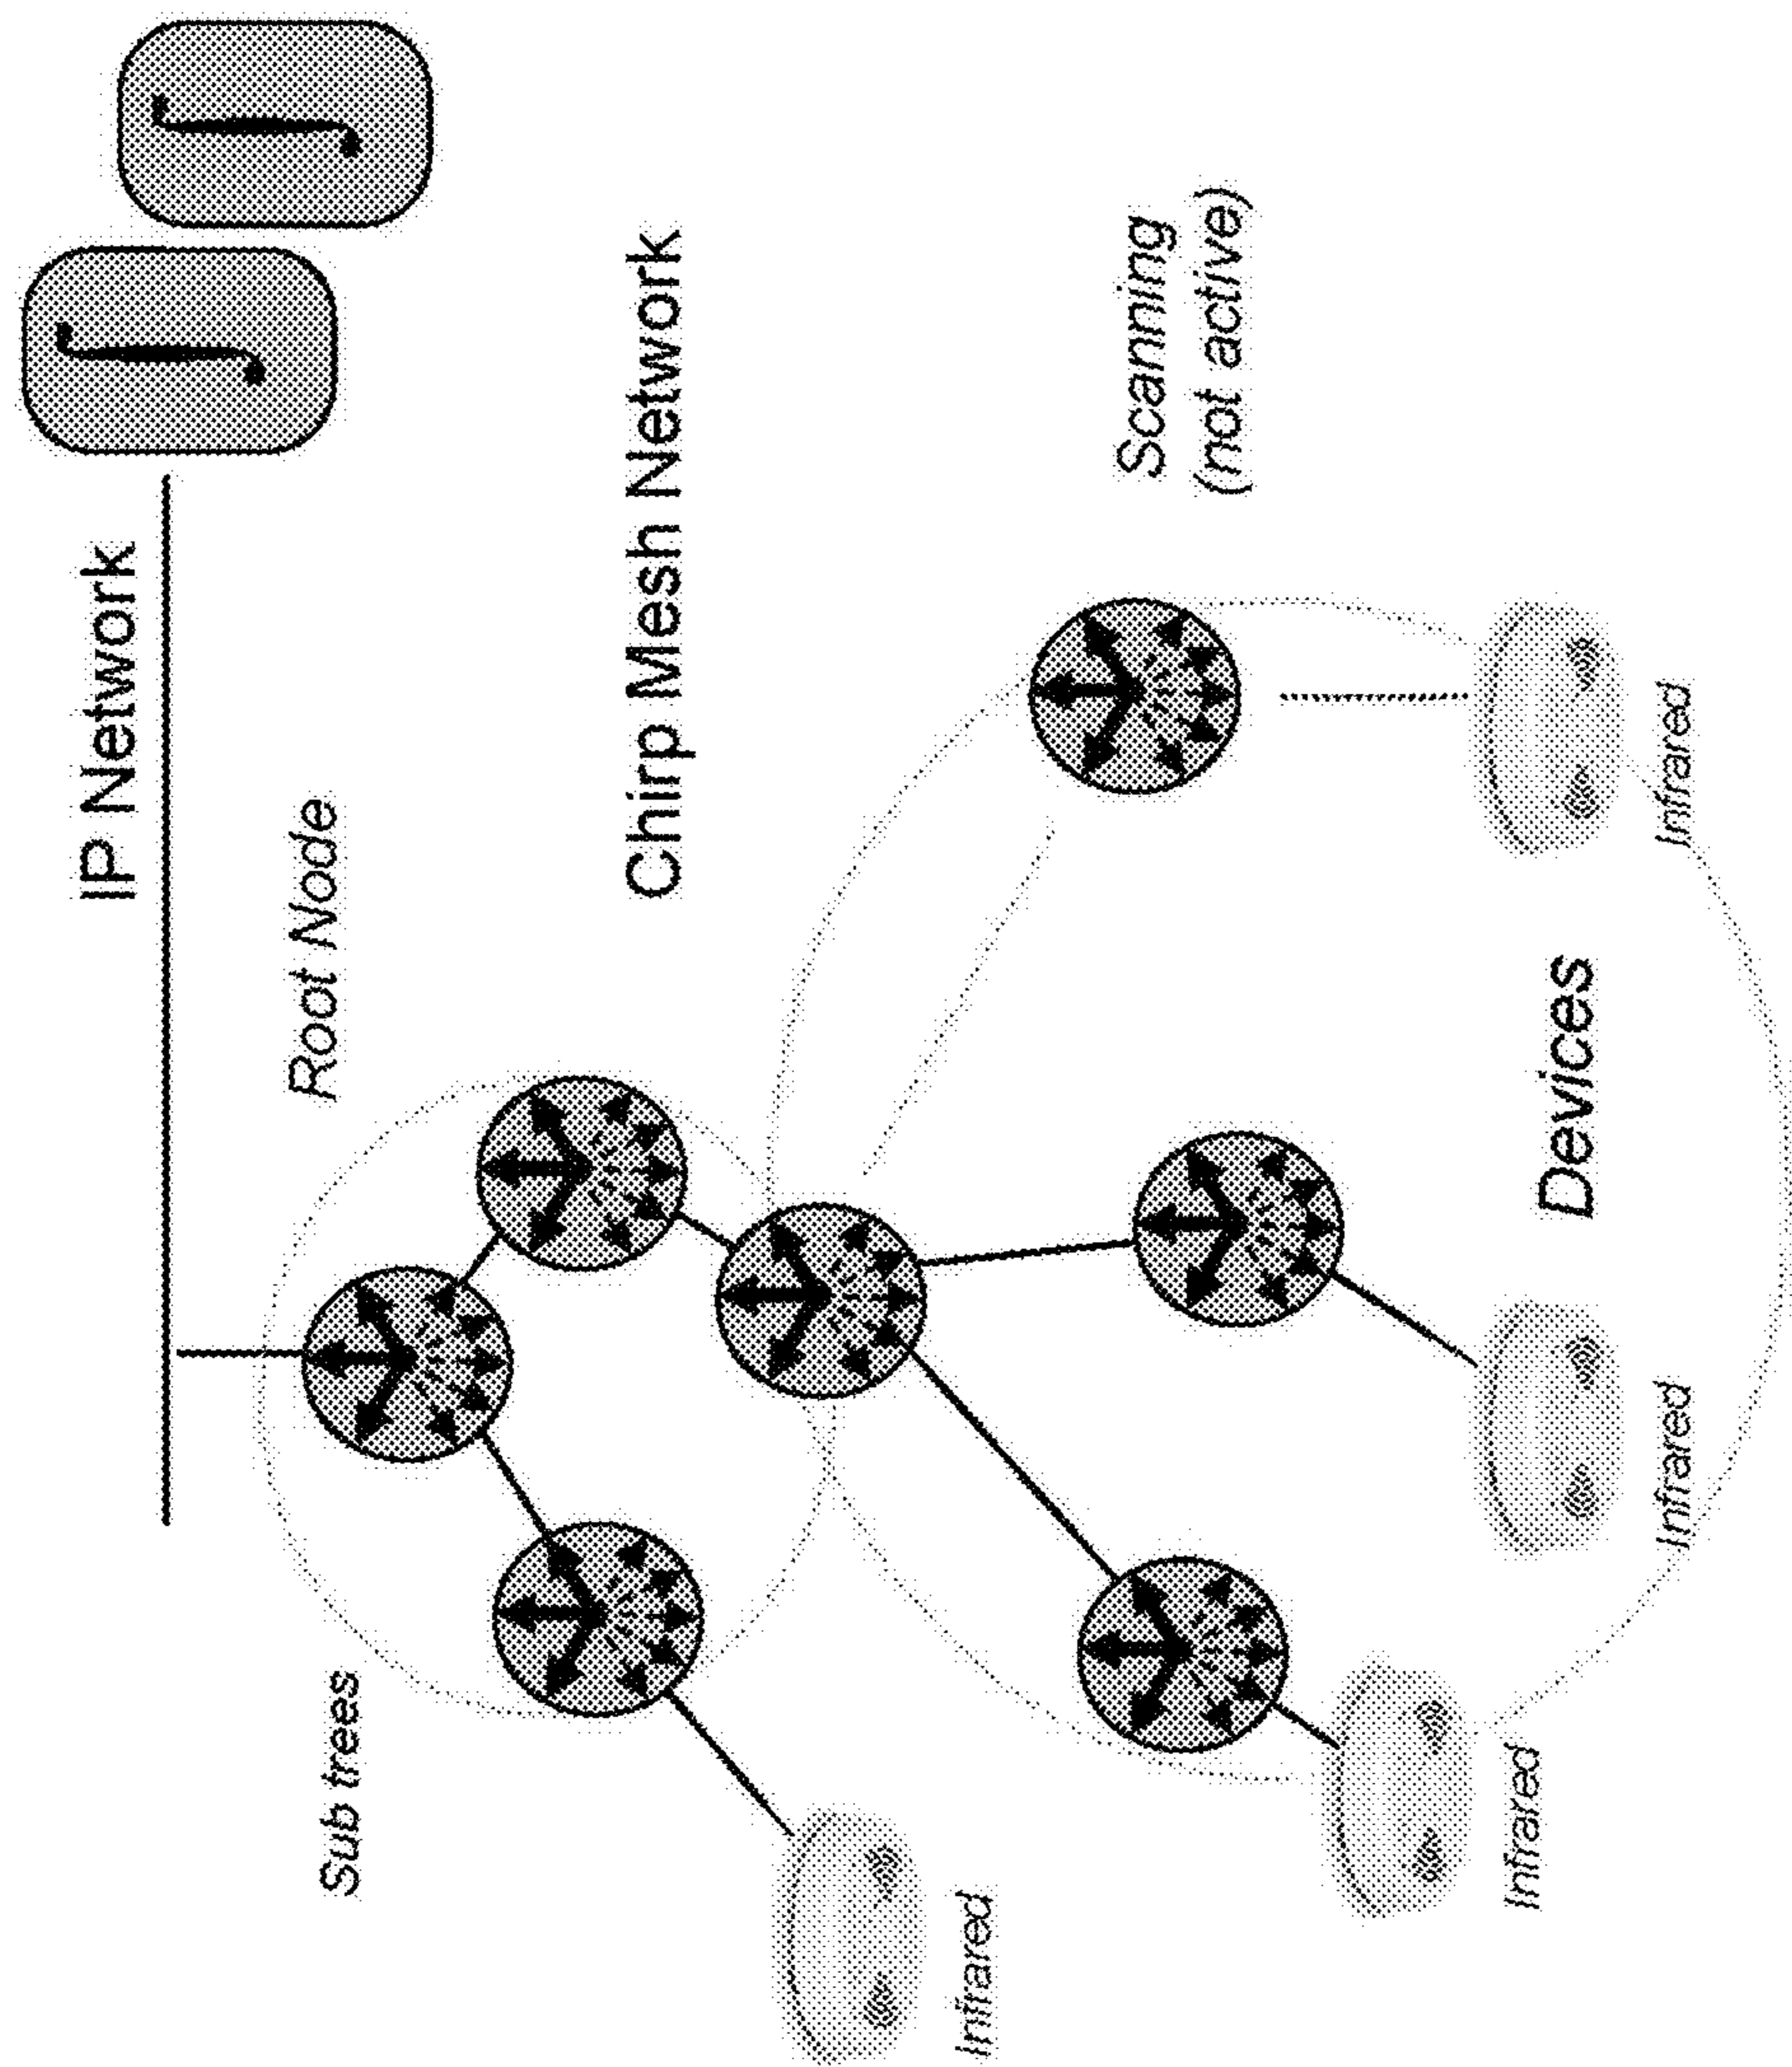 IP Network
Root Node
Sub trees
Chirp Mesh Network
Scanning
(not active)
Infrared
Infrared
Infrared
Infrared
Devices